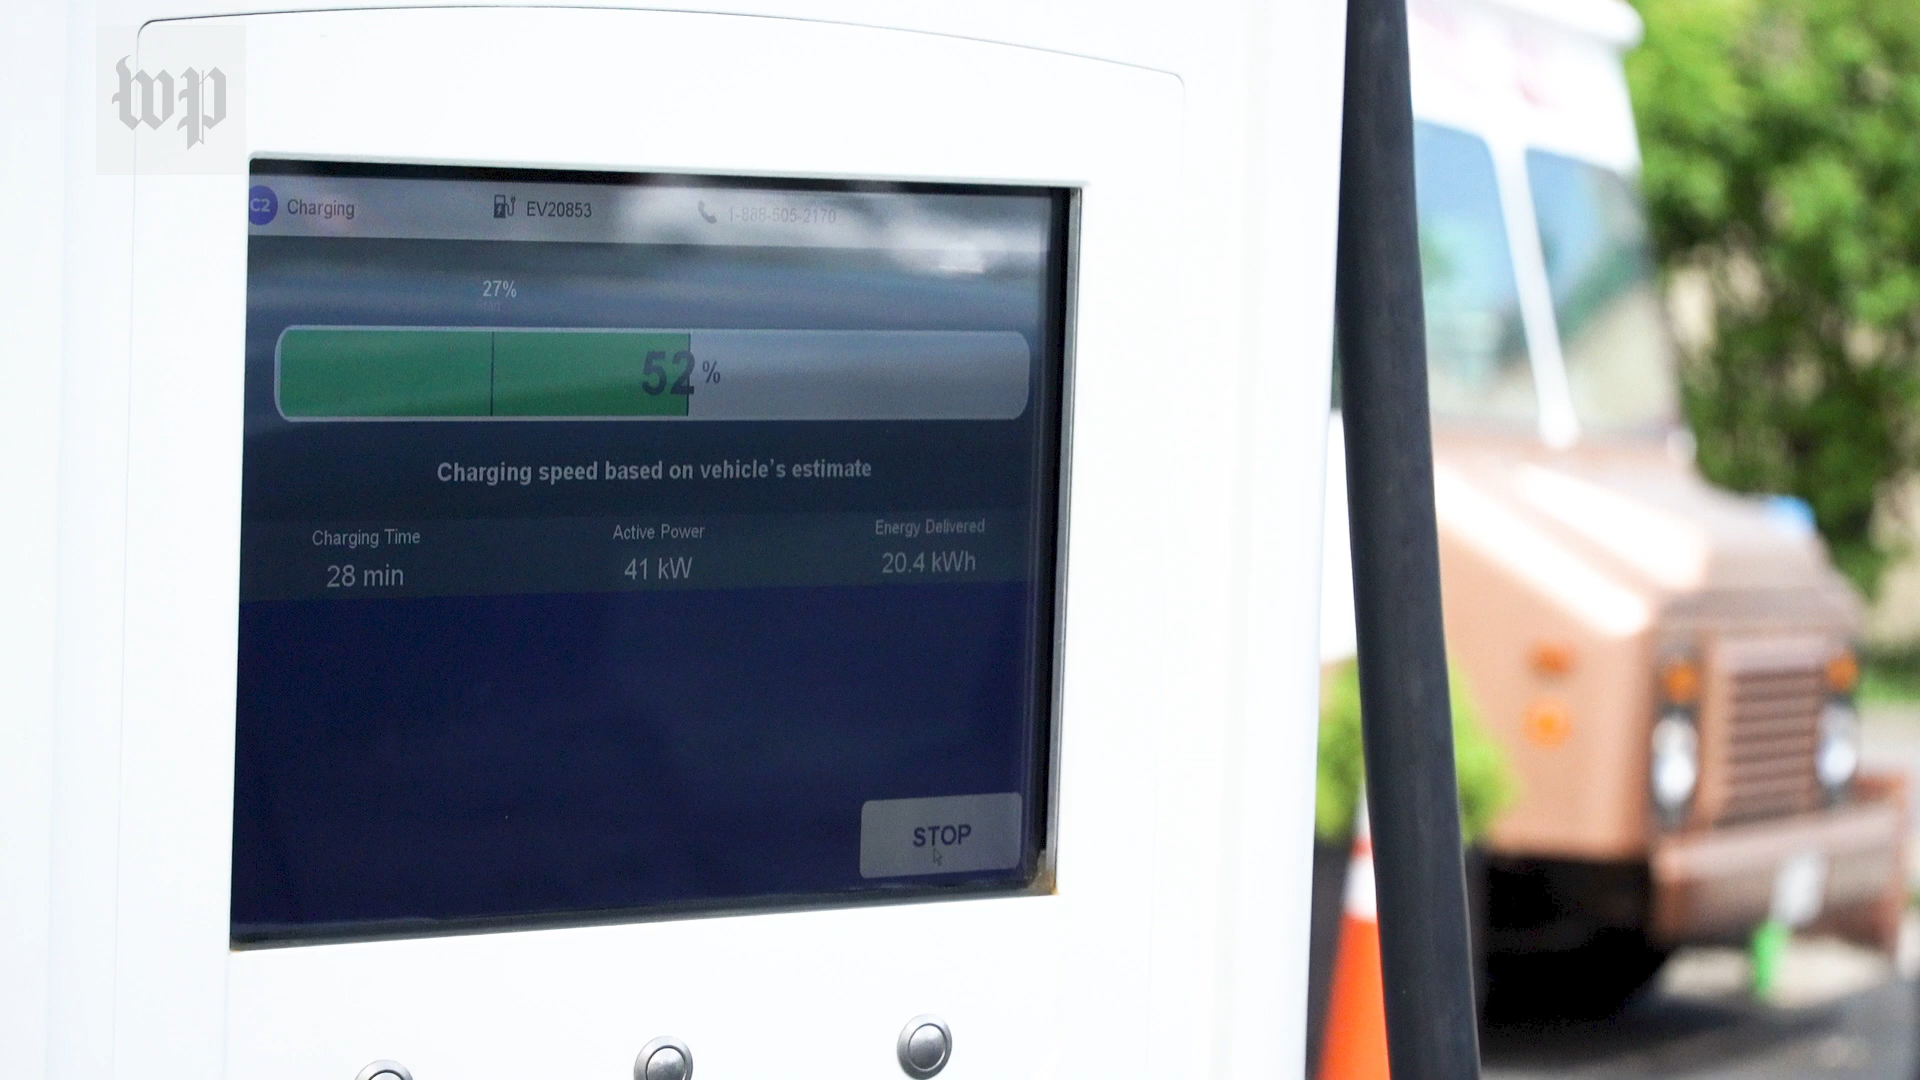 wp
C2 Charging
EV20853
1-888-505-2170
27%
52%
Charging speed based on vehicle's estimate
Charging Time
Active Power
Energy Delivered
28 min
41 kW
20.4 kWh
STOP